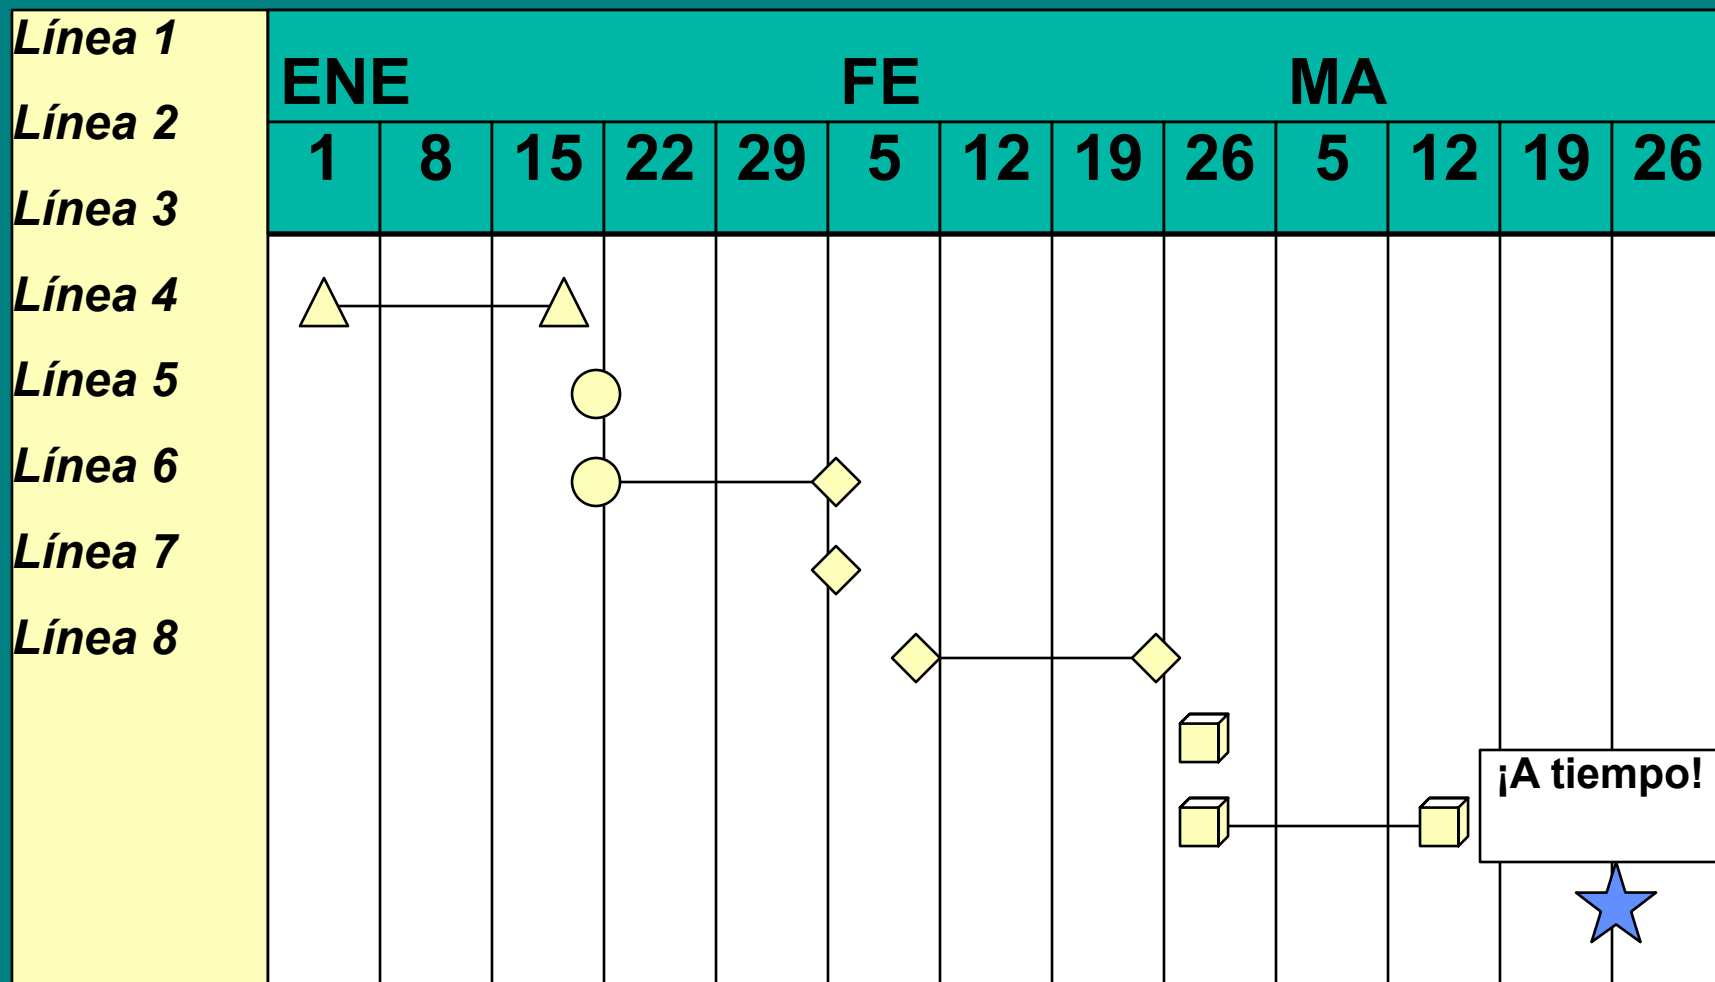 Línea 1
Línea 2
Línea 3
Línea 4
Línea 5
Línea 6
Línea 7
Línea 8
ENE FE MA
1 8 15 22 29 5 12 19 26 5 12 19 26
¡A tiempo!